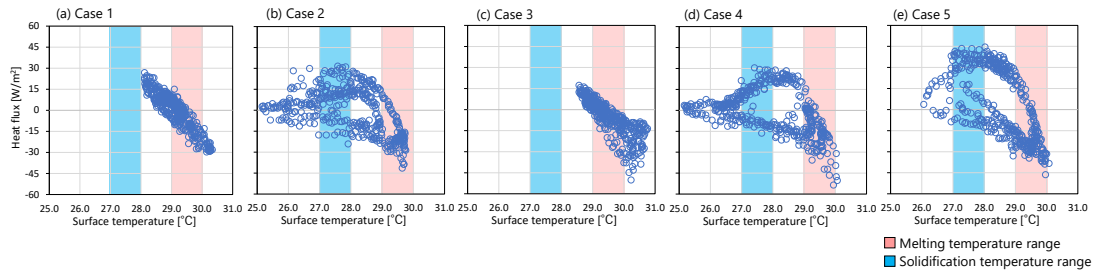 (a) Case 1
(b) Case 2
(c) Case 3
(d) Case 4
(e) Case 5
Heat flux [W/m²]
60
45
30
15
0
-15
-30
-45
-60
25.0 26.0 27.0 28.0 29.0 30.0 31.0
Surface temperature [°C]
25.0 26.0 27.0 28.0 29.0 30.0 31.0
Surface temperature [°C]
25.0 26.0 27.0 28.0 29.0 30.0 31.0
Surface temperature [°C]
25.0 26.0 27.0 28.0 29.0 30.0 31.0
Surface temperature [°C]
25.0 26.0 27.0 28.0 29.0 30.0 31.0
Surface temperature [°C]
Melting temperature range
Solidification temperature range